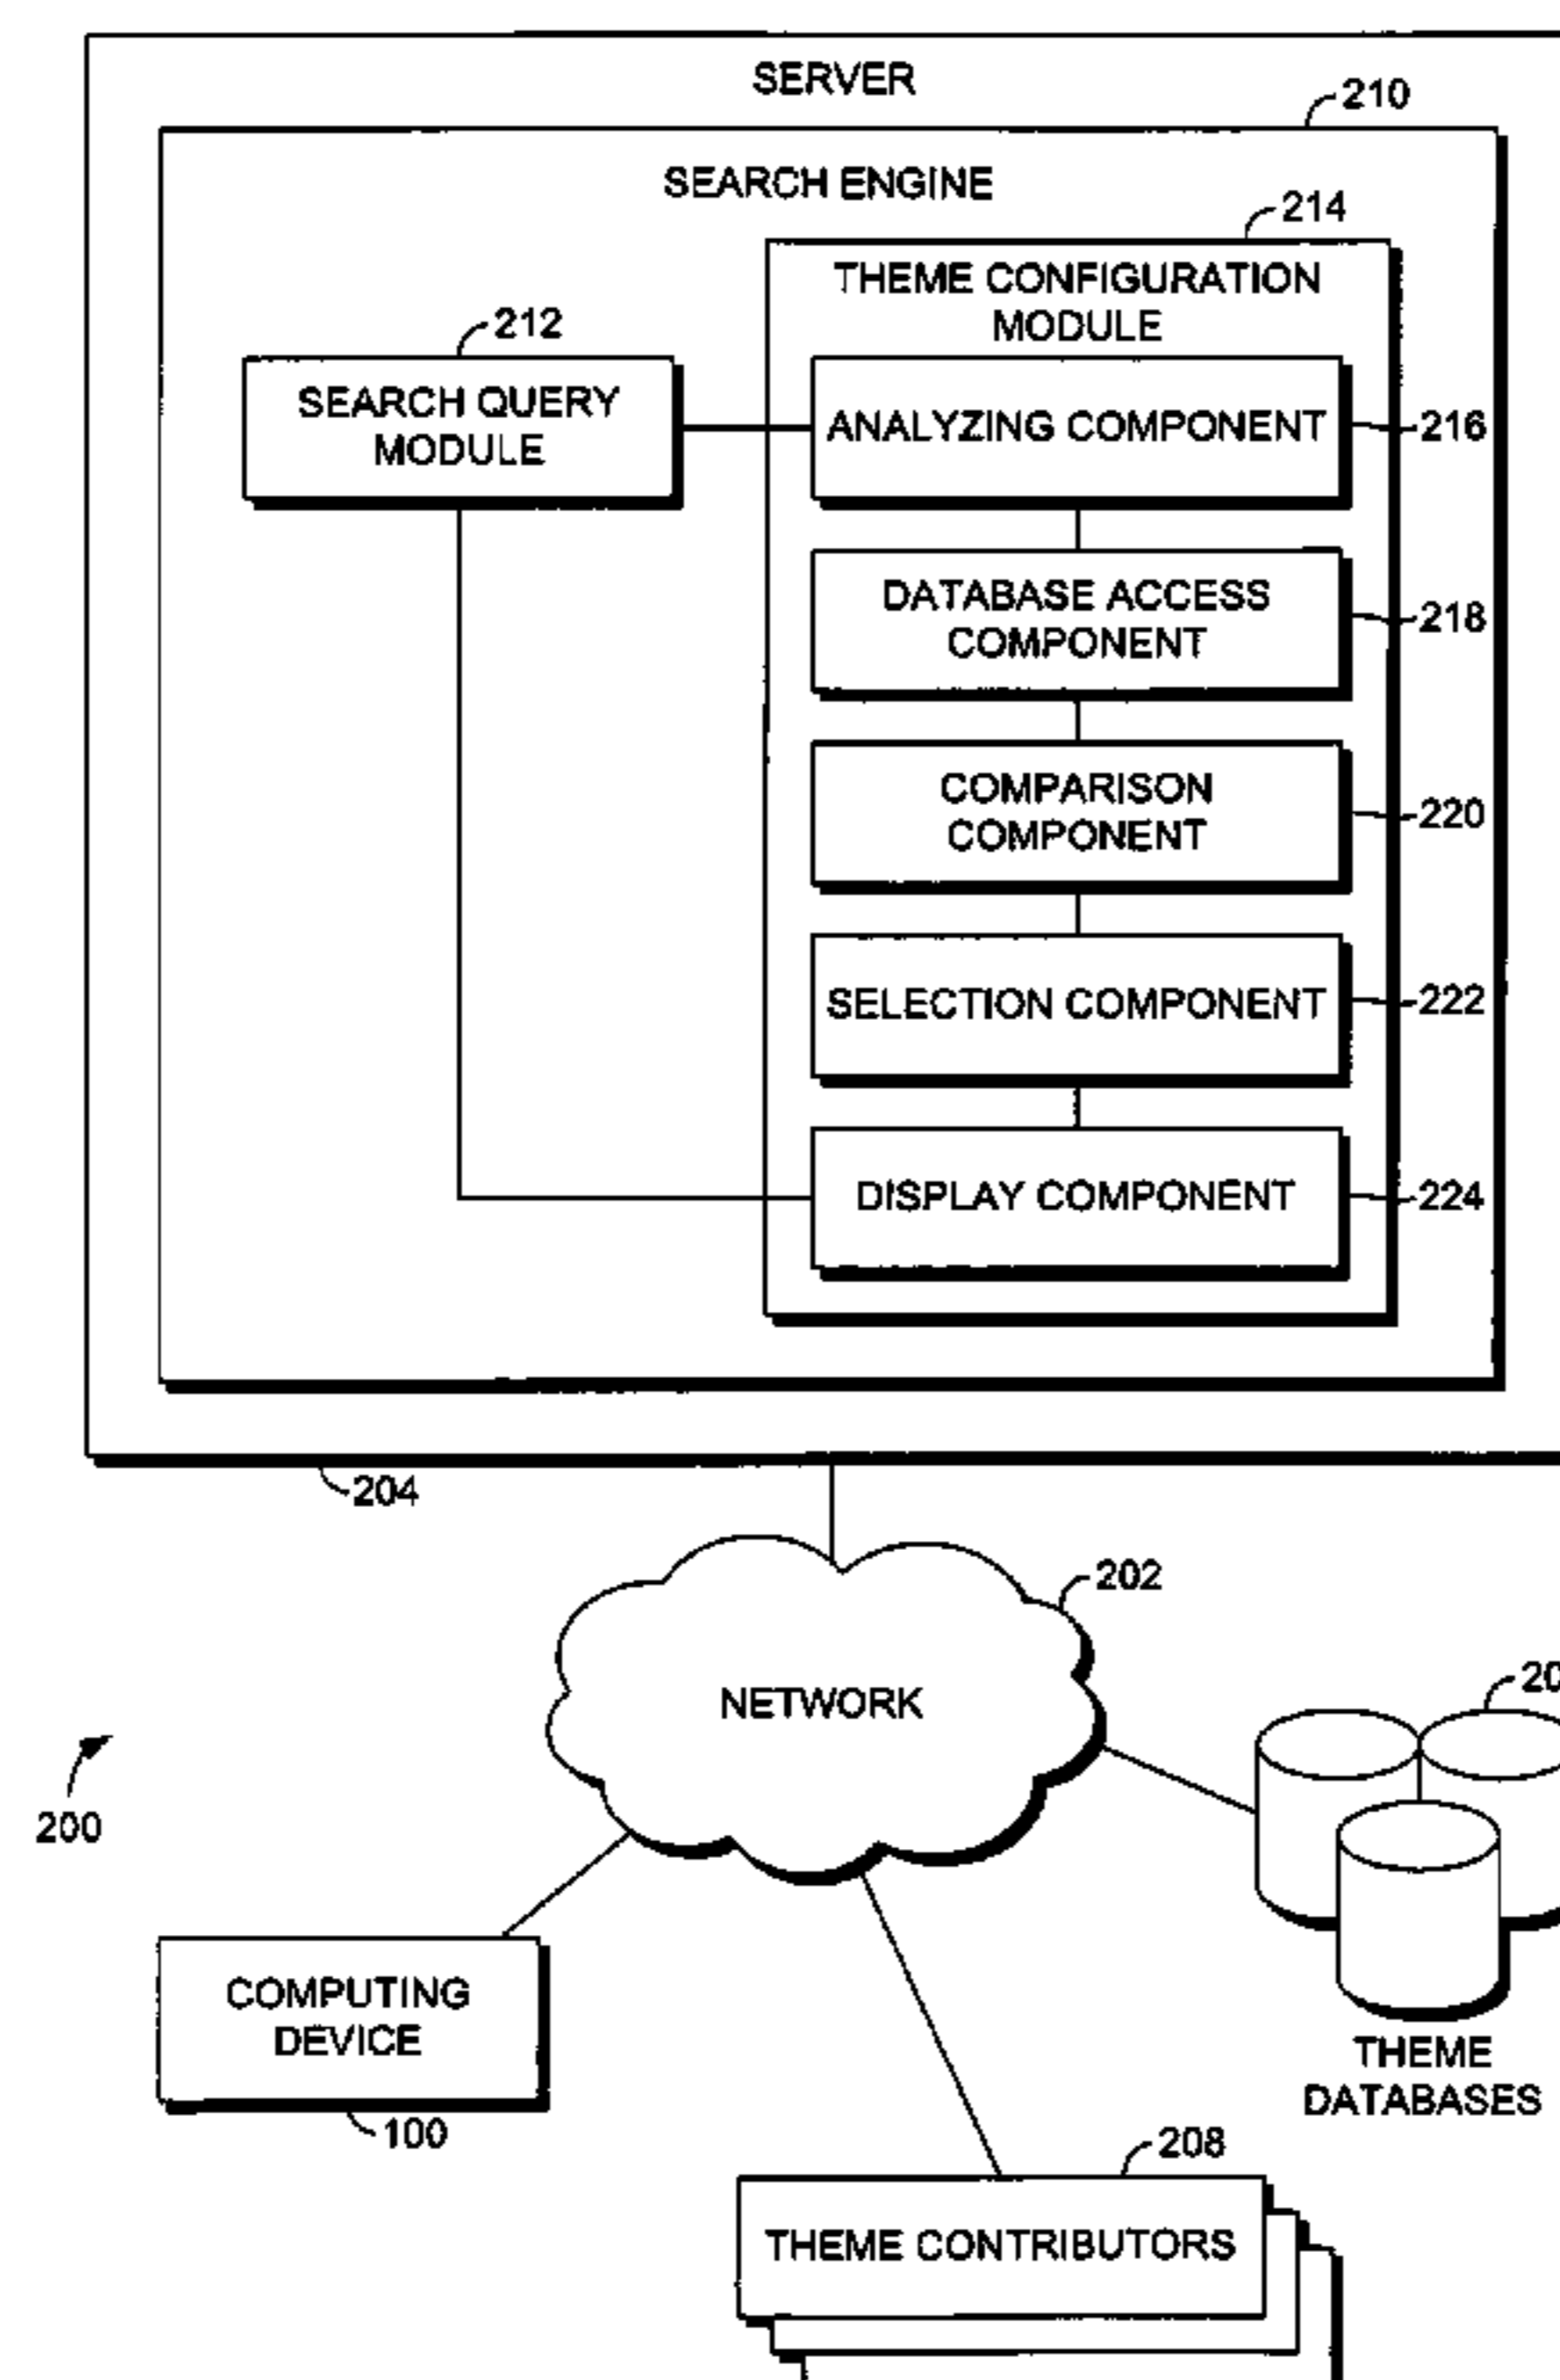 SERVER
210
SEARCH ENGINE
214
THEME CONFIGURATION
MODULE
212
SEARCH QUERY
MODULE
ANALYZING COMPONENT
216
DATABASE ACCESS
COMPONENT
218
COMPARISON
COMPONENT
220
SELECTION COMPONENT
222
DISPLAY COMPONENT
224
204
202
NETWORK
200
COMPUTING
DEVICE
100
THEME
DATABASES
208
THEME CONTRIBUTORS